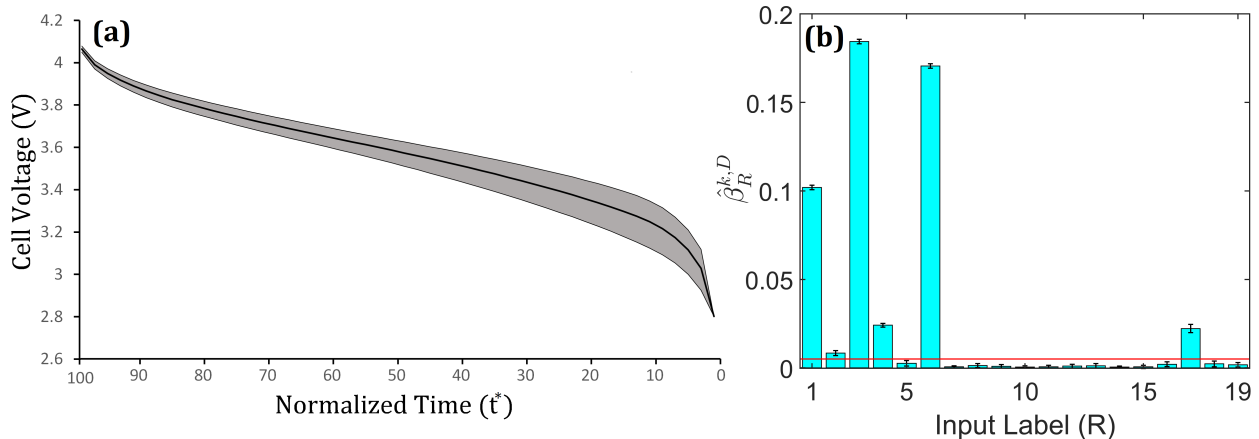 (a)
Cell Voltage (V)
4.2
4
3.8
3.6
3.4
3.2
3
2.8
2.6
100 90 80 70 60 50 40 30 20 10 0
Normalized Time (t*)
(b)
β̂_R^{k,D}
0.2
0.15
0.1
0.05
0
1 5 10 15 19
Input Label (R)